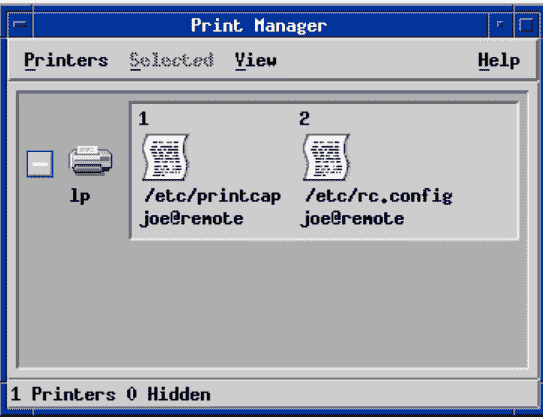 Print Manager
Printers Selected View Help
1 2
lp
/etc/printcap /etc/rc.config
joe@remote joe@remote
1 Printers 0 Hidden